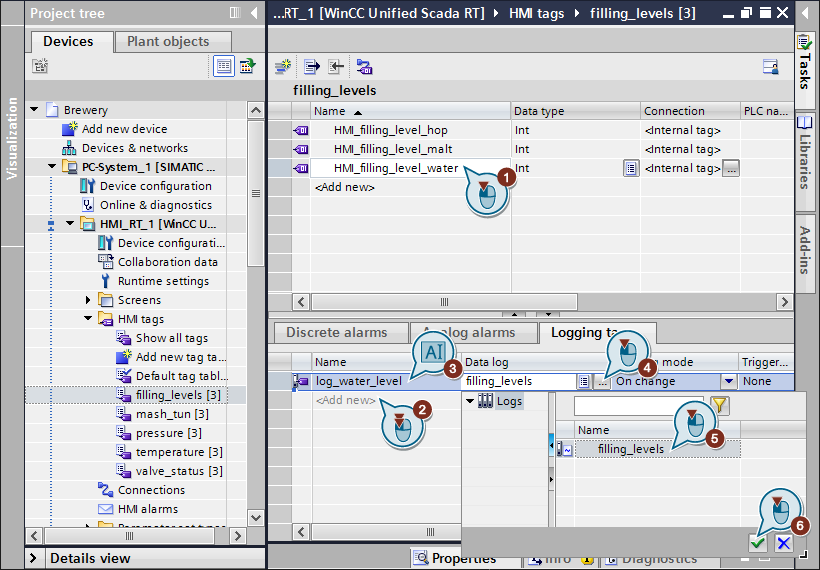 Project tree
...RT_1 [WinCC Unified Scada RT] HMI tags filling_levels [3]
Devices
Plant objects
Visualization
Brewery
Add new device
Devices & networks
PC-System_1 [SIMATIC ...
Device configuration
Online & diagnostics
HMI_RT_1 [WinCC U...
Device configurati...
Collaboration data
Runtime settings
Screens
HMI tags
Show all tags
Add new tag ta...
Default tag tabl...
filling_levels [3]
mash_tun [3]
pressure [3]
temperature [3]
valve_status [3]
Connections
HMI alarms
Details view
filling_levels
Name Data type Connection PLC na...
HMI_filling_level_hop Int <Internal tag>
HMI_filling_level_malt Int <Internal tag>
HMI_filling_level_water Int <Internal tag> ...
<Add new>
1
Discrete alarms
Analog alarms
Logging ta
Name Data log mode Trigger...
log_water_level filling_levels ... On change None
<Add new>
AI
3
2
4
Logs
Name
filling_levels
5
6
Properties
Info
Diagnostics
Tasks
Libraries
Add-ins